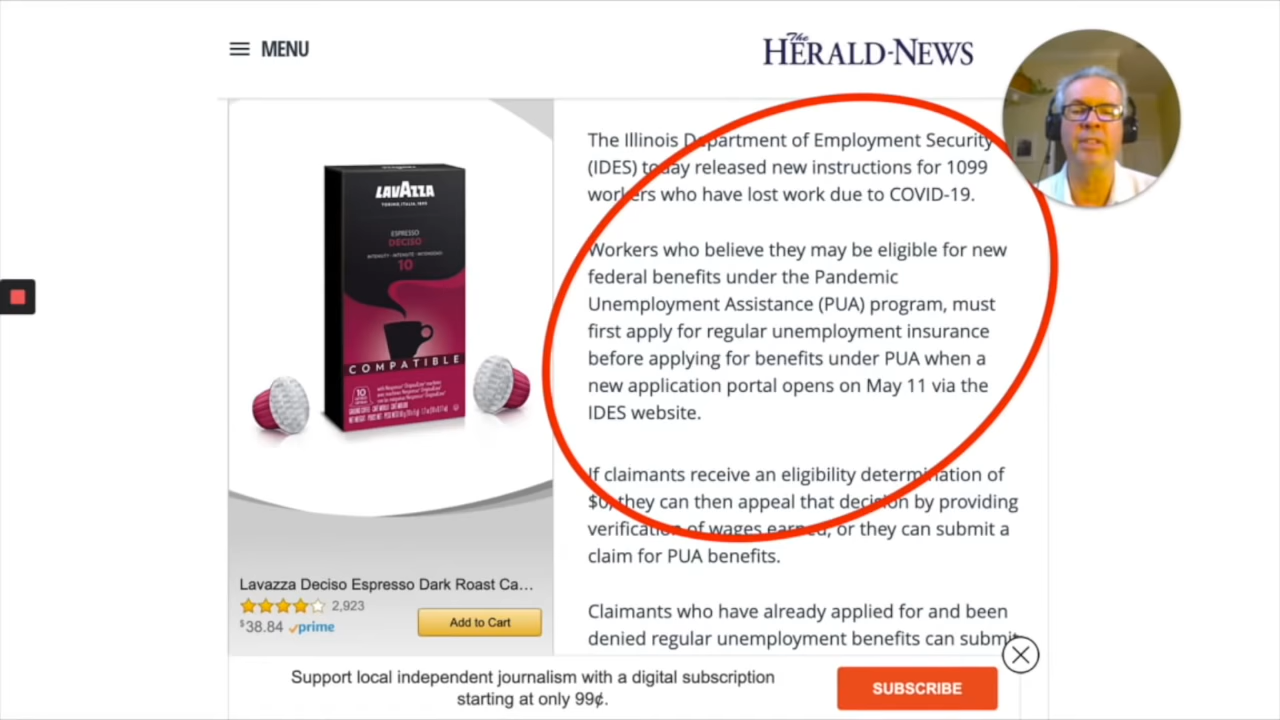 MENU
The
HERALD-NEWS
LAVAZZA
TORINO, ITALIA, 1895
ESPRESSO
DECISO
INTENSITY · INTENSITÉ · INTENSIDAD
10
COMPATIBLE
10
The Illinois Department of Employment Security
(IDES) today released new instructions for 1099
workers who have lost work due to COVID-19.
Workers who believe they may be eligible for new
federal benefits under the Pandemic
Unemployment Assistance (PUA) program, must
first apply for regular unemployment insurance
before applying for benefits under PUA when a
new application portal opens on May 11 via the
IDES website.
If claimants receive an eligibility determination of
$0, they can then appeal that decision by providing
verification of wages earned, or they can submit a
claim for PUA benefits.
Claimants who have already applied for and been
denied regular unemployment benefits can submit
Lavazza Deciso Espresso Dark Roast Ca...
2,923
$38.84 prime
Add to Cart
Support local independent journalism with a digital subscription
starting at only 99¢.
SUBSCRIBE